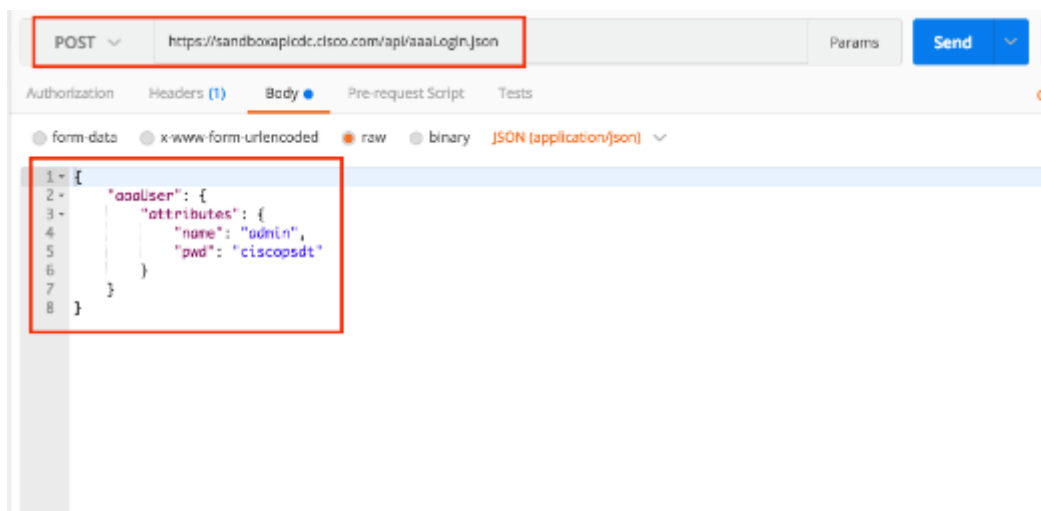 POST https://sandboxapicdc.cisco.com/api/aaaLogin.json Params Send
Authorization Headers (1) Body Pre-request Script Tests
form-data x-www-form-urlencoded raw binary JSON (application/json)
1 {
2 "aaaUser": {
3 "attributes": {
4 "name": "admin",
5 "pwd": "ciscopsdt"
6 }
7 }
8 }